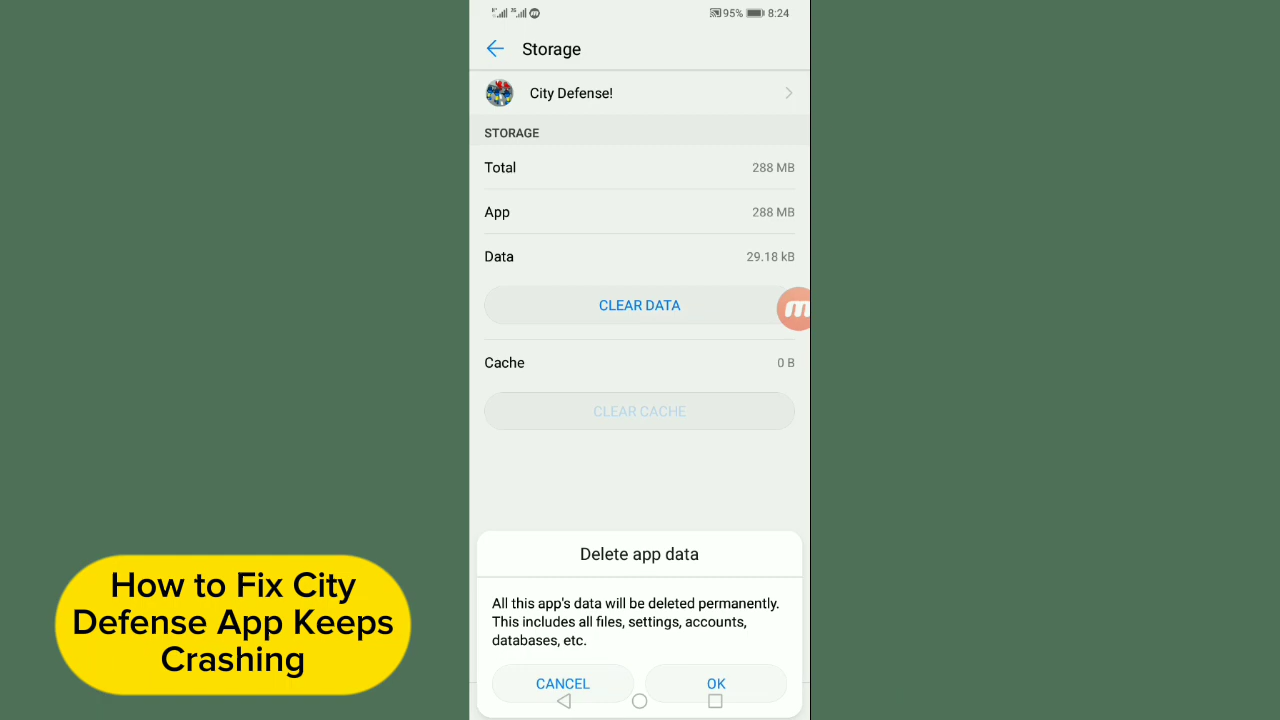 95% 8:24
Storage
City Defense!
STORAGE
Total 288 MB
App 288 MB
Data 29.18 kB
CLEAR DATA
Cache 0 B
CLEAR CACHE
Delete app data
All this app's data will be deleted permanently.
This includes all files, settings, accounts,
databases, etc.
CANCEL OK
How to Fix City
Defense App Keeps
Crashing